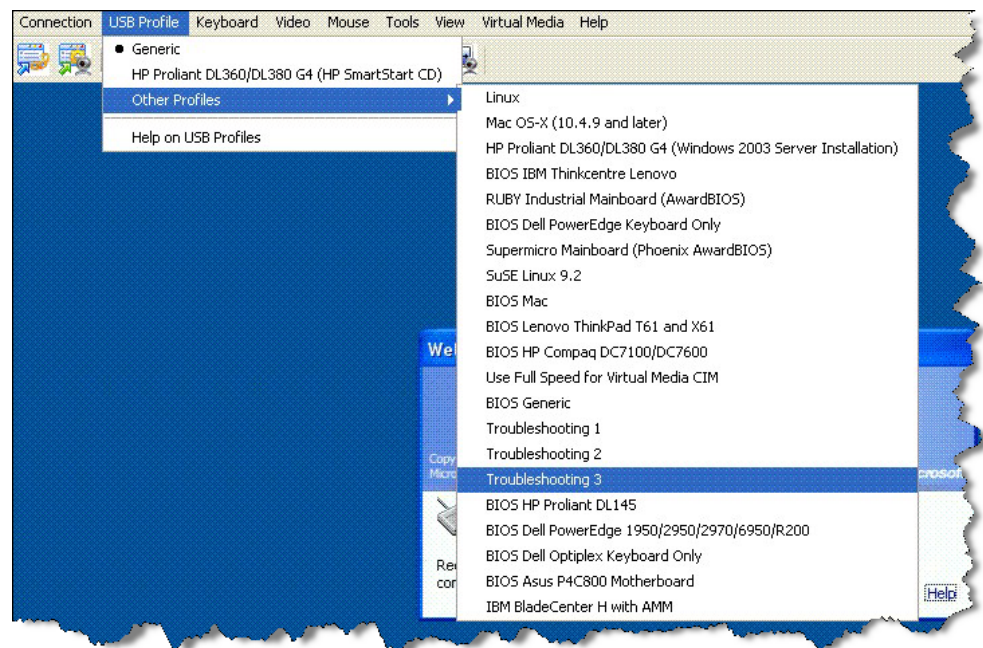 Connection USB Profile Keyboard Video Mouse Tools View Virtual Media Help
Generic
HP Proliant DL360/DL380 G4 (HP SmartStart CD)
Other Profiles
Help on USB Profiles
Linux
Mac OS-X (10.4.9 and later)
HP Proliant DL360/DL380 G4 (Windows 2003 Server Installation)
BIOS IBM Thinkcentre Lenovo
RUBY Industrial Mainboard (AwardBIOS)
BIOS Dell PowerEdge Keyboard Only
Supermicro Mainboard (Phoenix AwardBIOS)
SuSE Linux 9.2
BIOS Mac
BIOS Lenovo ThinkPad T61 and X61
BIOS HP Compaq DC7100/DC7600
Use Full Speed for Virtual Media CIM
BIOS Generic
Troubleshooting 1
Troubleshooting 2
Troubleshooting 3
BIOS HP Proliant DL145
BIOS Dell PowerEdge 1950/2950/2970/6950/R200
BIOS Dell Optiplex Keyboard Only
BIOS Asus P4C800 Motherboard
IBM BladeCenter H with AMM
Wel
Copy
Micro
crosof
Re
cor
Help